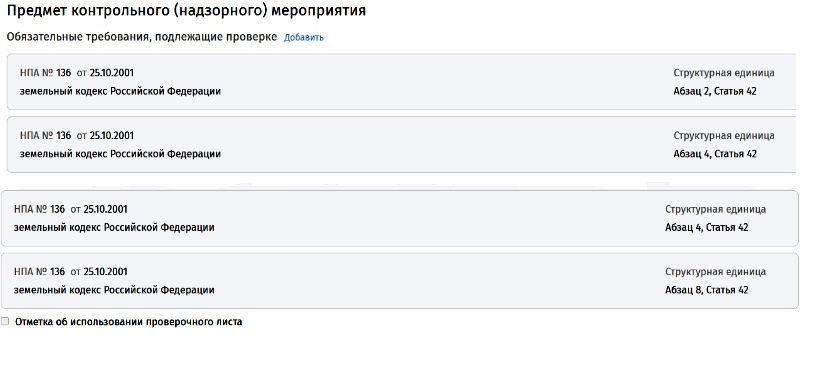 Предмет контрольного (надзорного) мероприятия
Обязательные требования, подлежащие проверке Добавить
НПА № 136 от 25.10.2001 Структурная единица
земельный кодекс Российской Федерации Абзац 2, Статья 42
НПА № 136 от 25.10.2001 Структурная единица
земельный кодекс Российской Федерации Абзац 4, Статья 42
НПА № 136 от 25.10.2001 Структурная единица
земельный кодекс Российской Федерации Абзац 4, Статья 42
НПА № 136 от 25.10.2001 Структурная единица
земельный кодекс Российской Федерации Абзац 8, Статья 42
Отметка об использовании проверочного листа